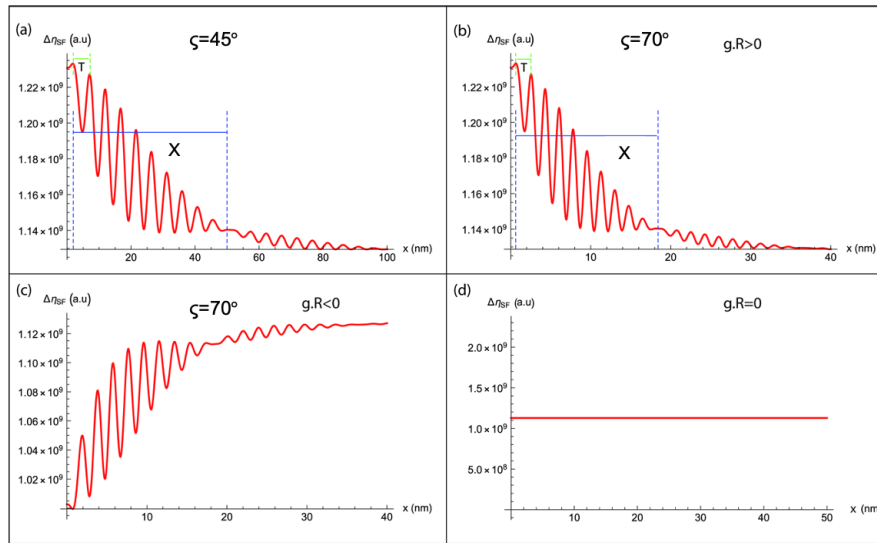 (a)
Δη_SF (a.u)
ς=45°
T
X
1.22 × 10⁹
1.20 × 10⁹
1.18 × 10⁹
1.16 × 10⁹
1.14 × 10⁹
20 40 60 80 100
x (nm)
(b)
Δη_SF (a.u)
ς=70°
g.R>0
T
X
1.22 × 10⁹
1.20 × 10⁹
1.18 × 10⁹
1.16 × 10⁹
1.14 × 10⁹
10 20 30 40
x (nm)
(c)
Δη_SF (a.u)
ς=70°
g.R<0
1.12 × 10⁹
1.10 × 10⁹
1.08 × 10⁹
1.06 × 10⁹
1.04 × 10⁹
1.02 × 10⁹
10 20 30 40
x (nm)
(d)
Δη_SF (a.u)
g.R=0
2.0 × 10⁹
1.5 × 10⁹
1.0 × 10⁹
5.0 × 10⁸
10 20 30 40 50
x (nm)